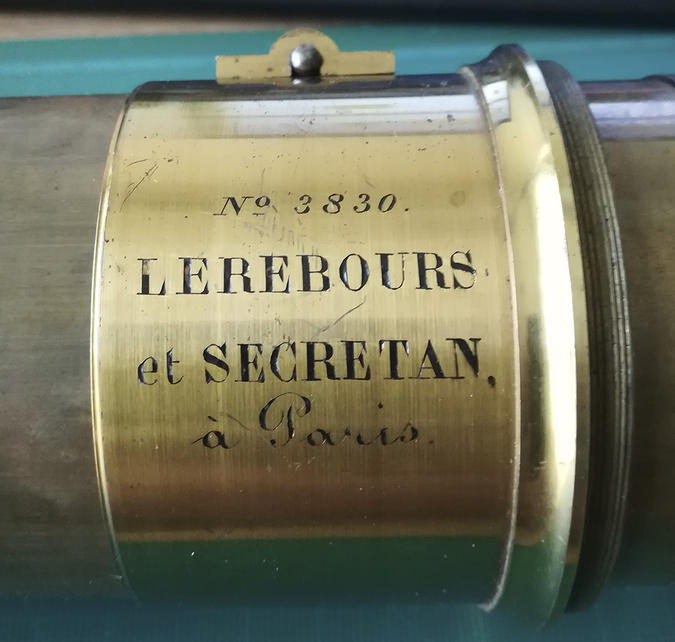 Nº 3830.
LEREBOURS
et SECRETAN,
à Paris.